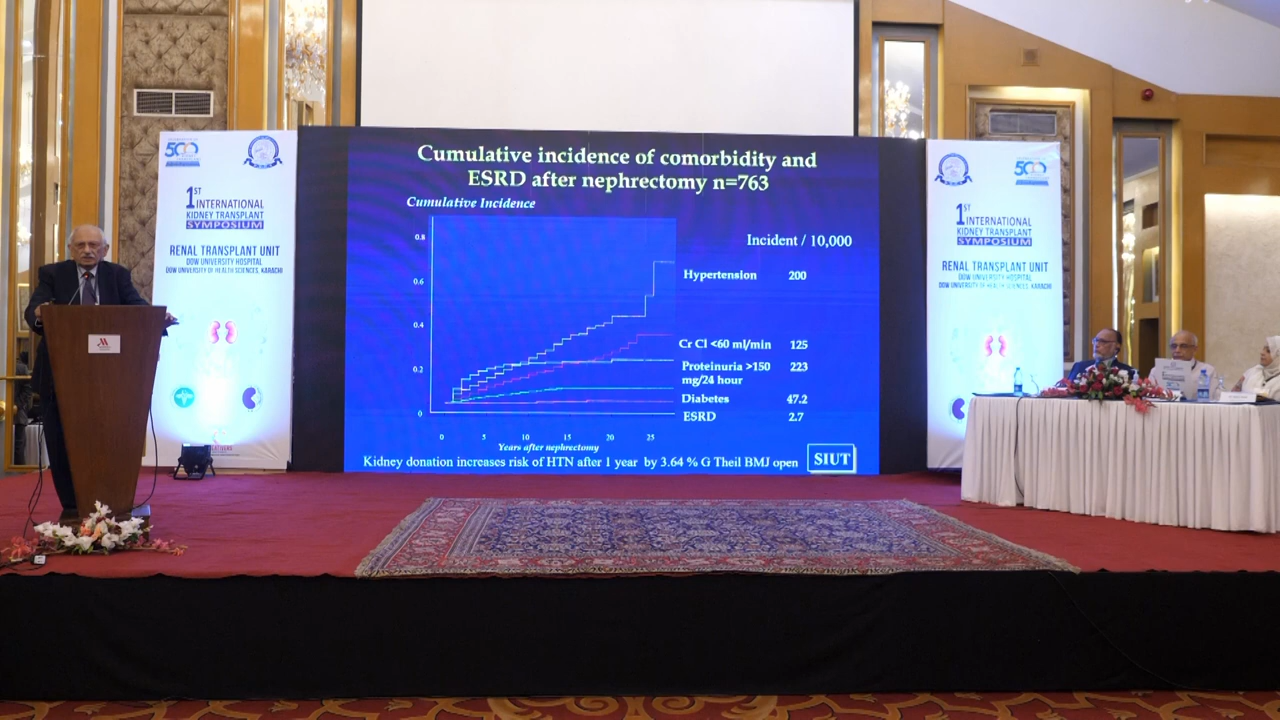 500
1ST
INTERNATIONAL
KIDNEY TRANSPLANT
SYMPOSIUM
RENAL TRANSPLANT UNIT
DOW UNIVERSITY HOSPITAL
DOW UNIVERSITY OF HEALTH SCIENCES, KARACHI
Cumulative incidence of comorbidity and
ESRD after nephrectomy n=763
Cumulative Incidence
0.8
0.6
0.4
0.2
0
0 5 10 15 20 25
Years after nephrectomy
Incident / 10,000
Hypertension 200
Cr Cl <60 ml/min 125
Proteinuria >150 223
mg/24 hour
Diabetes 47.2
ESRD 2.7
Kidney donation increases risk of HTN after 1 year by 3.64 % G Theil BMJ open
SIUT
500
1ST
INTERNATIONAL
KIDNEY TRANSPLANT
SYMPOSIUM
RENAL TRANSPLANT UNIT
DOW UNIVERSITY HOSPITAL
DOW UNIVERSITY OF HEALTH SCIENCES, KARACHI